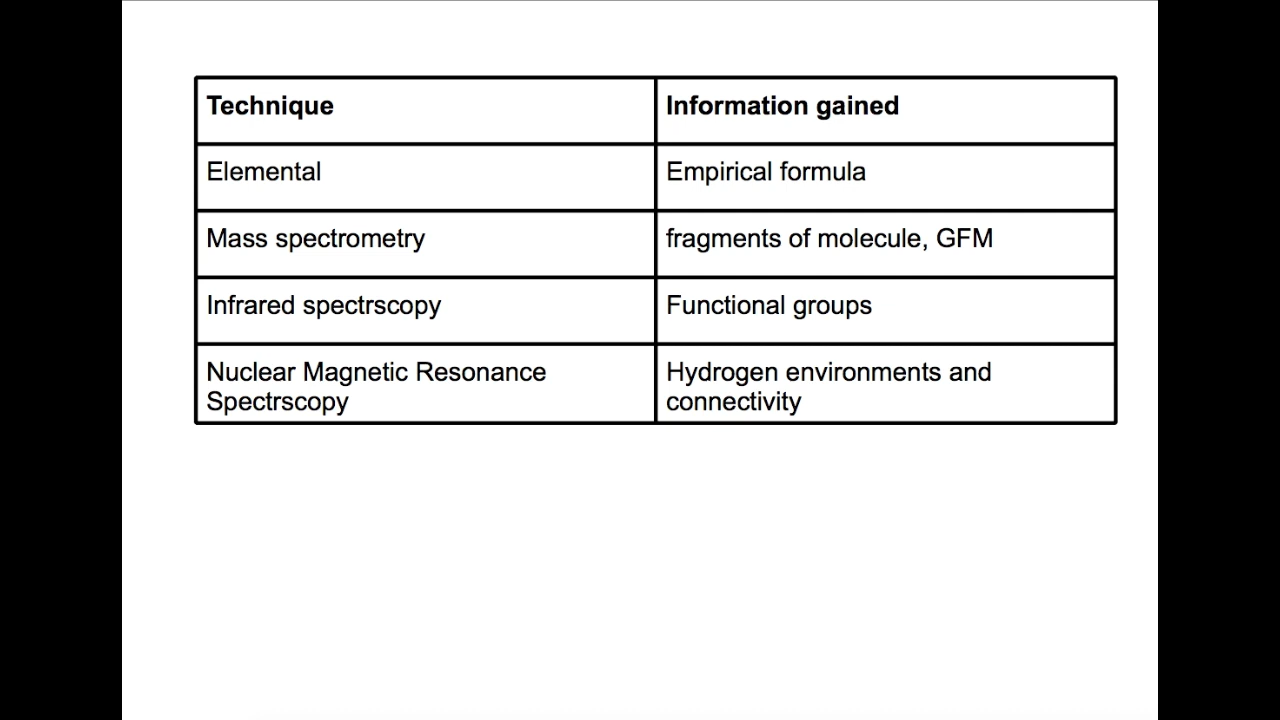 Technique
Information gained
Elemental
Empirical formula
Mass spectrometry
fragments of molecule, GFM
Infrared spectrscopy
Functional groups
Nuclear Magnetic Resonance
Spectrscopy
Hydrogen environments and
connectivity